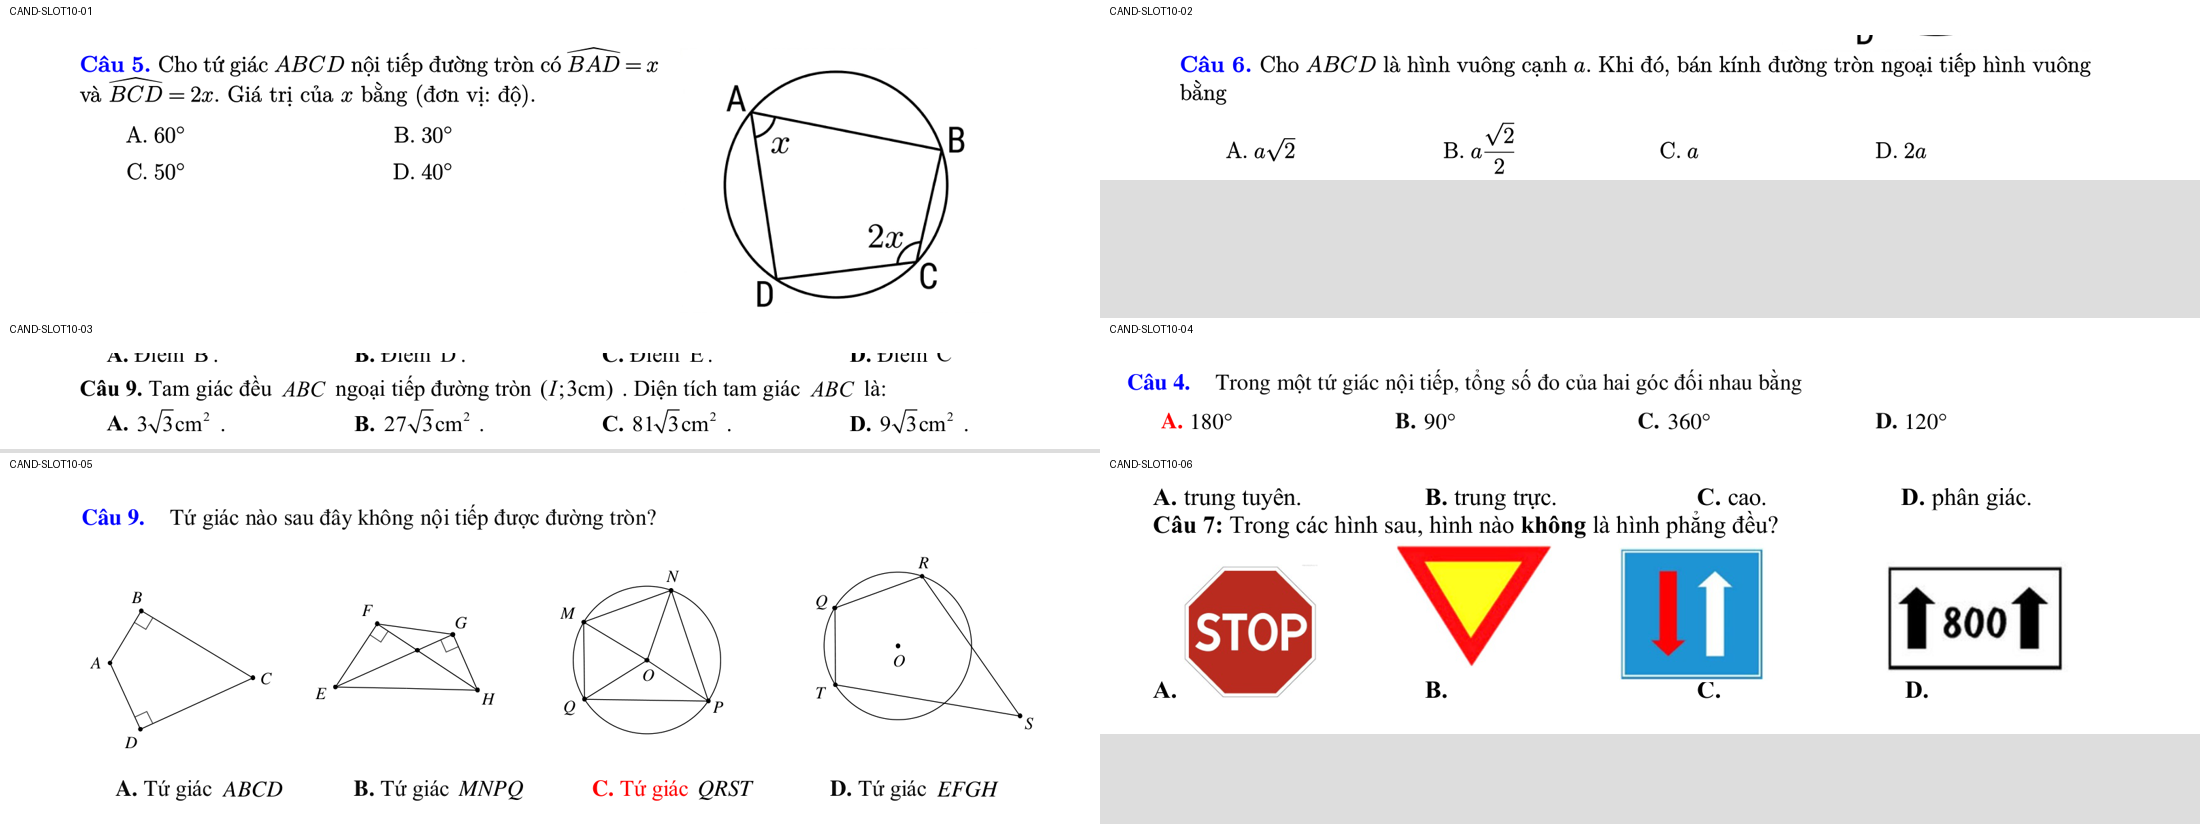 CAND-SLOT10-01
Câu 5. Cho tứ giác ABCD nội tiếp đường tròn có \widehat{BAD} = x
và \widehat{BCD} = 2x. Giá trị của x bằng (đơn vị: độ).
A. 60°
B. 30°
C. 50°
D. 40°
A
B
x
2x
C
D
CAND-SLOT10-02
Câu 6. Cho ABCD là hình vuông cạnh a. Khi đó, bán kính đường tròn ngoại tiếp hình vuông
bằng
A. a√2
B. a\frac{√2}{2}
C. a
D. 2a
CAND-SLOT10-03
A. Điểm B .
B. Điểm D .
C. Điểm E .
D. Điểm C
Câu 9. Tam giác đều ABC ngoại tiếp đường tròn (I;3cm) . Diện tích tam giác ABC là:
A. 3√3cm² .
B. 27√3cm² .
C. 81√3cm² .
D. 9√3cm² .
CAND-SLOT10-04
Câu 4. Trong một tứ giác nội tiếp, tổng số đo của hai góc đối nhau bằng
A. 180°
B. 90°
C. 360°
D. 120°
CAND-SLOT10-05
Câu 9. Tứ giác nào sau đây không nội tiếp được đường tròn?
B
A
C
D
F
G
E
H
N
M
O
Q
P
R
Q
O
T
S
A. Tứ giác ABCD
B. Tứ giác MNPQ
C. Tứ giác QRST
D. Tứ giác EFGH
CAND-SLOT10-06
A. trung tuyên.
B. trung trực.
C. cao.
D. phân giác.
Câu 7: Trong các hình sau, hình nào không là hình phẳng đều?
STOP
800
A.
B.
C.
D.